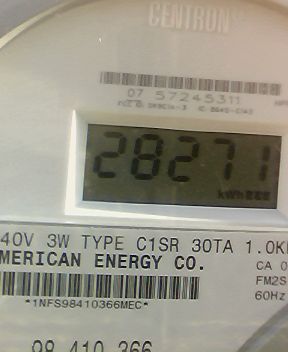 CENTRON
07 57245311
28271
kWh
40V 3W TYPE C1SR 30TA 1.0K
MERICAN ENERGY CO.
CA 0
FM2S
*1NFS98410366MEC*
60Hz
98 410 366